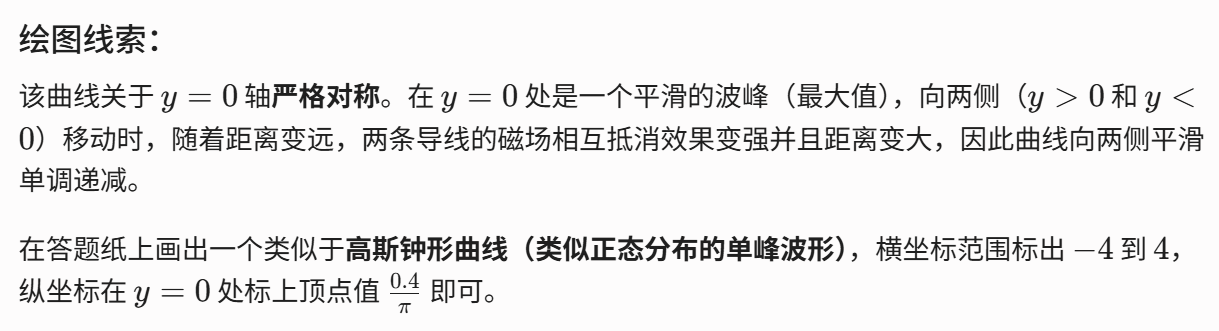 绘图线索：
该曲线关于 y = 0 轴严格对称。在 y = 0 处是一个平滑的波峰（最大值），向两侧（y > 0 和 y <
0）移动时，随着距离变远，两条导线的磁场相互抵消效果变强并且距离变大，因此曲线向两侧平滑
单调递减。
在答题纸上画出一个类似于高斯钟形曲线（类似正态分布的单峰波形），横坐标范围标出 −4 到 4，
纵坐标在 y = 0 处标上顶点值 0.4/π 即可。